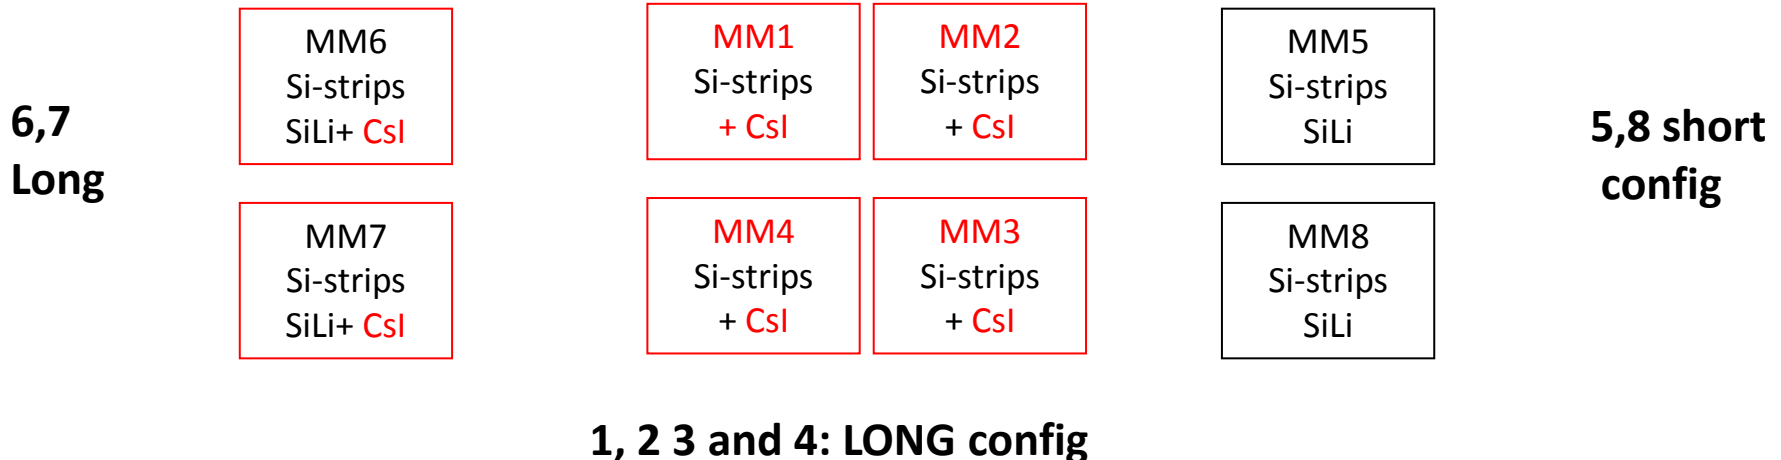 6,7
Long
MM6
Si-strips
SiLi+ CsI
MM1
Si-strips
+ CsI
MM2
Si-strips
+ CsI
MM5
Si-strips
SiLi
5,8 short
config
MM7
Si-strips
SiLi+ CsI
MM4
Si-strips
+ CsI
MM3
Si-strips
+ CsI
MM8
Si-strips
SiLi
1, 2 3 and 4: LONG config